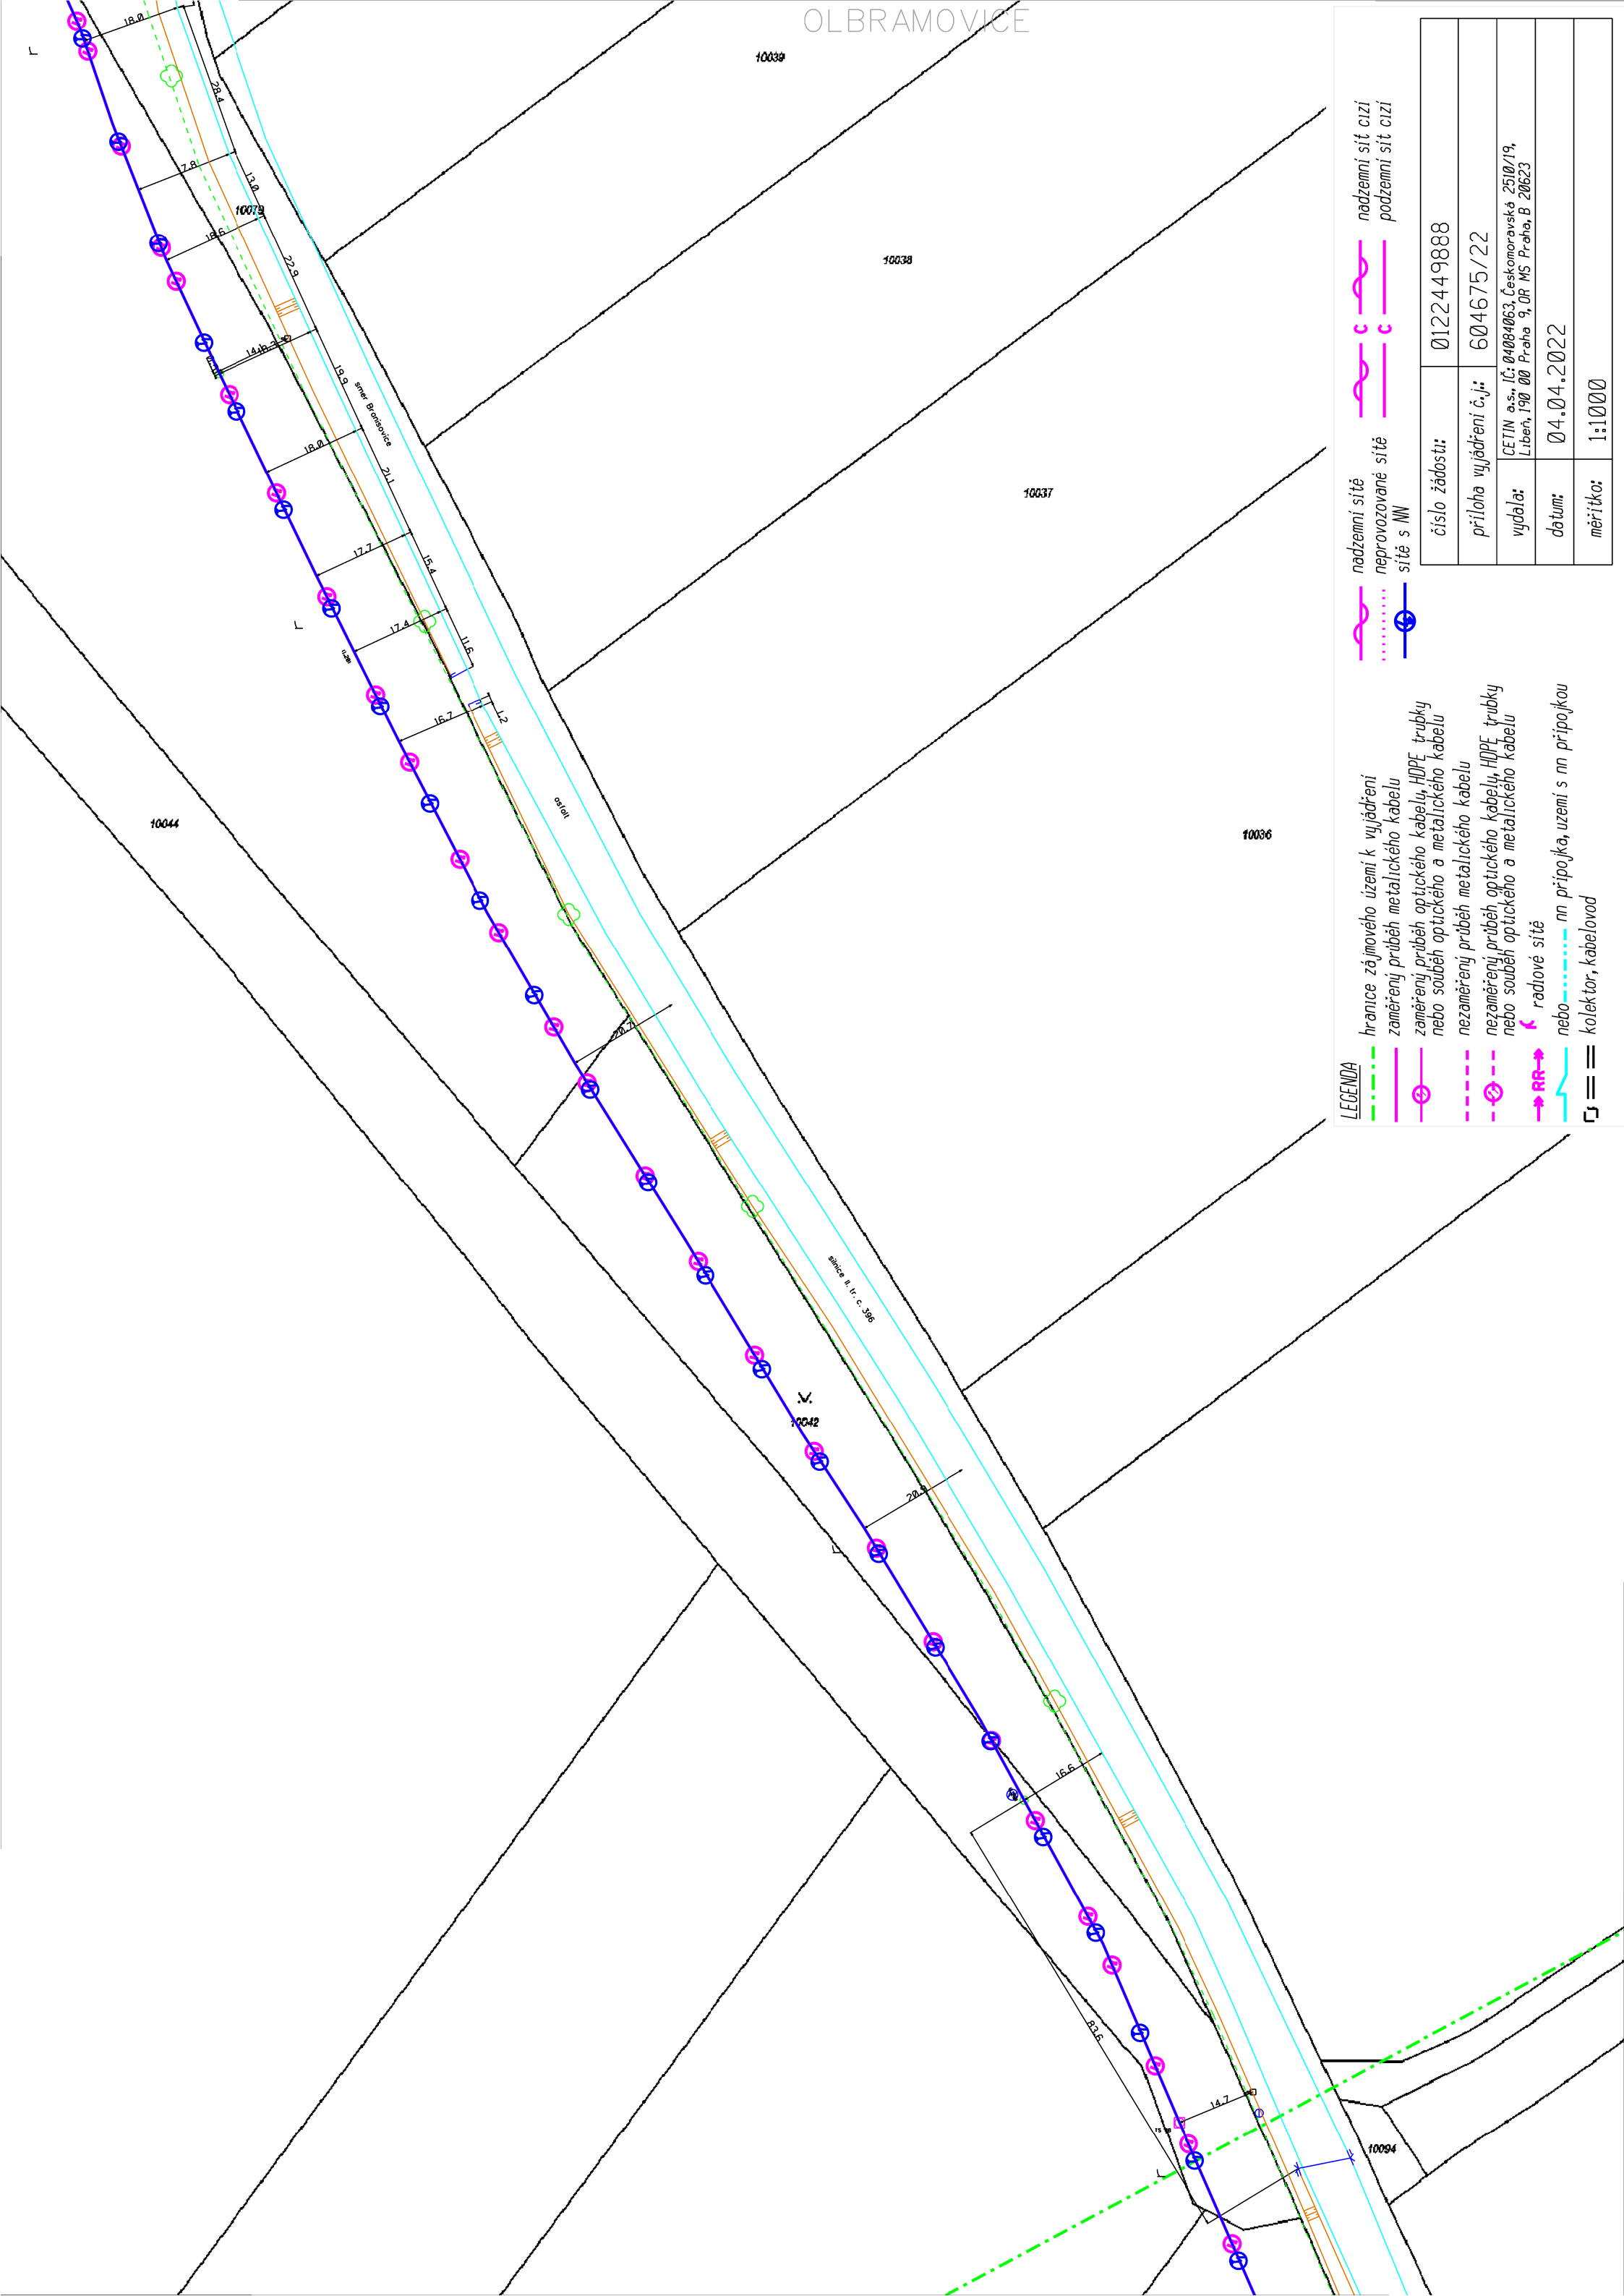 OLBRAMOVICE
10039
10038
10037
10036
10079
10044
10042
10094
18.0
28.4
7.8
13.0
18.6
22.9
19.9
smer Bronisovice
18.0
21.1
17.7
15.4
17.4
11.6
16.7
1.2
asfalt
20.7
silnice II. tr. c. 396
20.9
16.6
83.6
14.7
LEGENDA
hranice zájmového území k vyjádření
zaměřený průběh metalického kabelu
zaměřený průběh optického kabelu, HDPE trubky
nebo souběh optického a metalického kabelu
nezaměřený průběh metalického kabelu
nezaměřený průběh optického kabelu, HDPE trubky
nebo souběh optického a metalického kabelu
RR radiové sítě
nebo nn přípojka, uzemí s nn přípojkou
kolektor, kabelovod
nadzemní sítě
neprovozované sítě
sítě s NN
C nadzemní síť cizí
C podzemní síť cizí
číslo žádosti: 0122449888
příloha vyjádření č.j.: 604675/22
vydala: CETIN a.s., IČ: 04084063, Českomoravská 2510/19,
Libeň, 190 00 Praha 9, OR MS Praha, B 20623
datum: 04.04.2022
měřítko: 1:1000